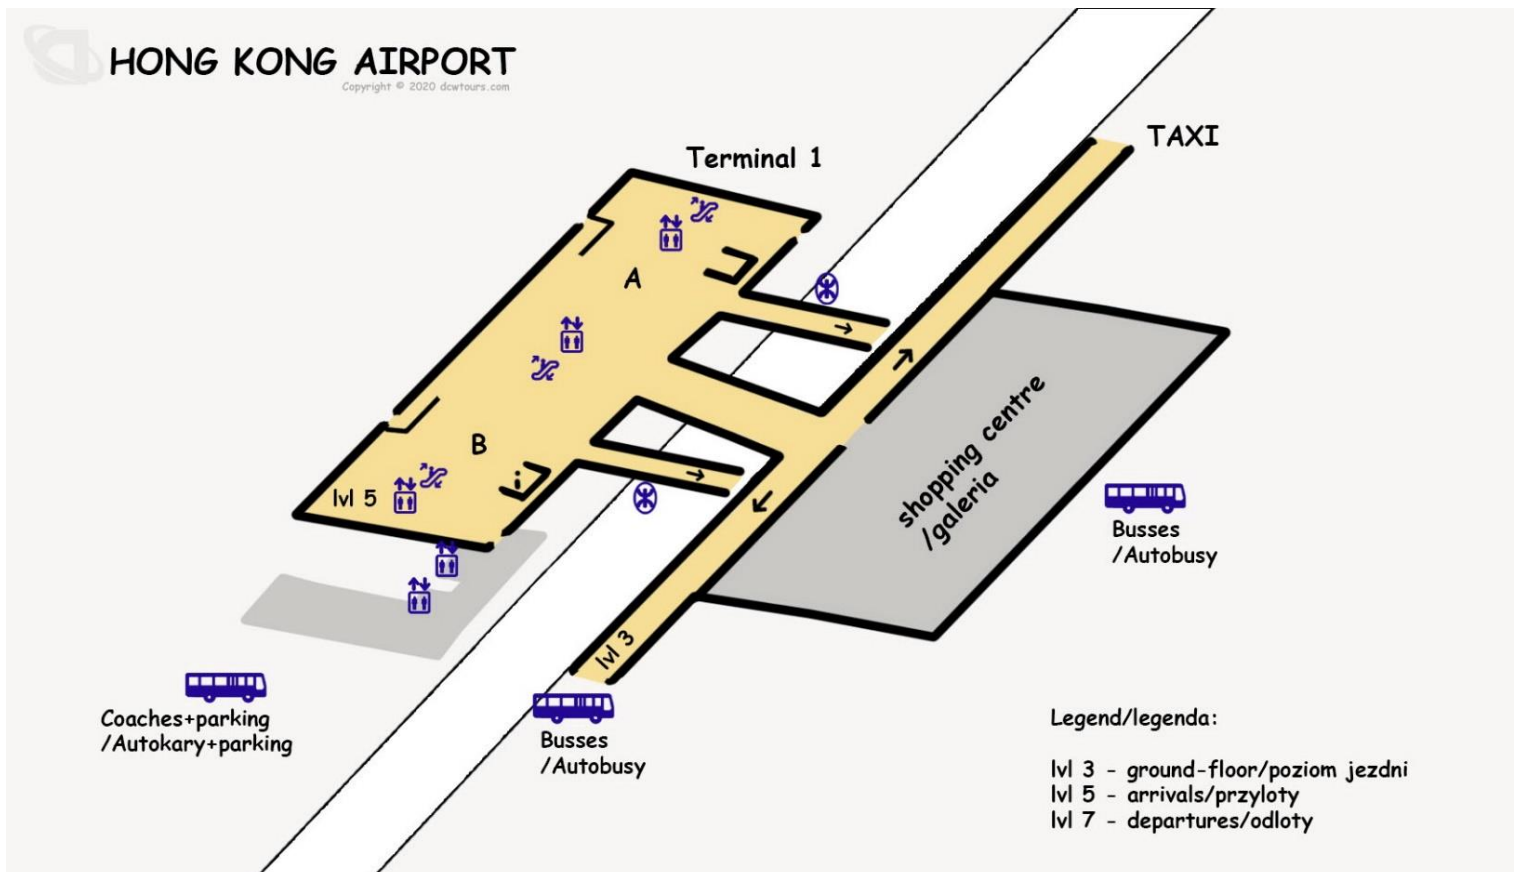 HONG KONG AIRPORT
Copyright © 2020 dcwtours.com
Terminal 1
TAXI
A
B
lvl 5
shopping centre
/galeria
Busses
/Autobusy
lvl 3
Coaches+parking
/Autokary+parking
Busses
/Autobusy
Legend/legenda:
lvl 3 - ground-floor/poziom jezdni
lvl 5 - arrivals/przyloty
lvl 7 - departures/odloty